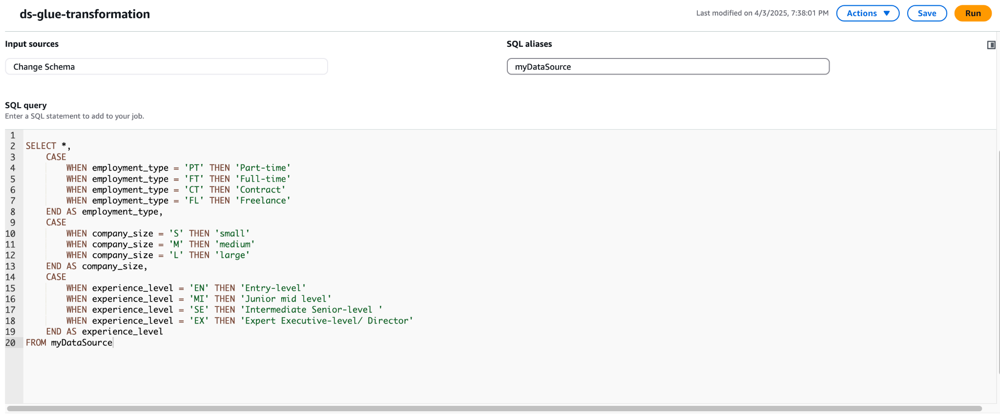 ds-glue-transformation
Last modified on 4/3/2025, 7:38:01 PM
Actions ▼
Save
Run
Input sources
SQL aliases
Change Schema
myDataSource
SQL query
Enter a SQL statement to add to your job.
1
2 SELECT *,
3     CASE
4         WHEN employment_type = 'PT' THEN 'Part-time'
5         WHEN employment_type = 'FT' THEN 'Full-time'
6         WHEN employment_type = 'CT' THEN 'Contract'
7         WHEN employment_type = 'FL' THEN 'Freelance'
8     END AS employment_type,
9     CASE
10         WHEN company_size = 'S' THEN 'small'
11         WHEN company_size = 'M' THEN 'medium'
12         WHEN company_size = 'L' THEN 'large'
13     END AS company_size,
14     CASE
15         WHEN experience_level = 'EN' THEN 'Entry-level'
16         WHEN experience_level = 'MI' THEN 'Junior mid level'
17         WHEN experience_level = 'SE' THEN 'Intermediate Senior-level '
18         WHEN experience_level = 'EX' THEN 'Expert Executive-level/ Director'
19     END AS experience_level
20 FROM myDataSource